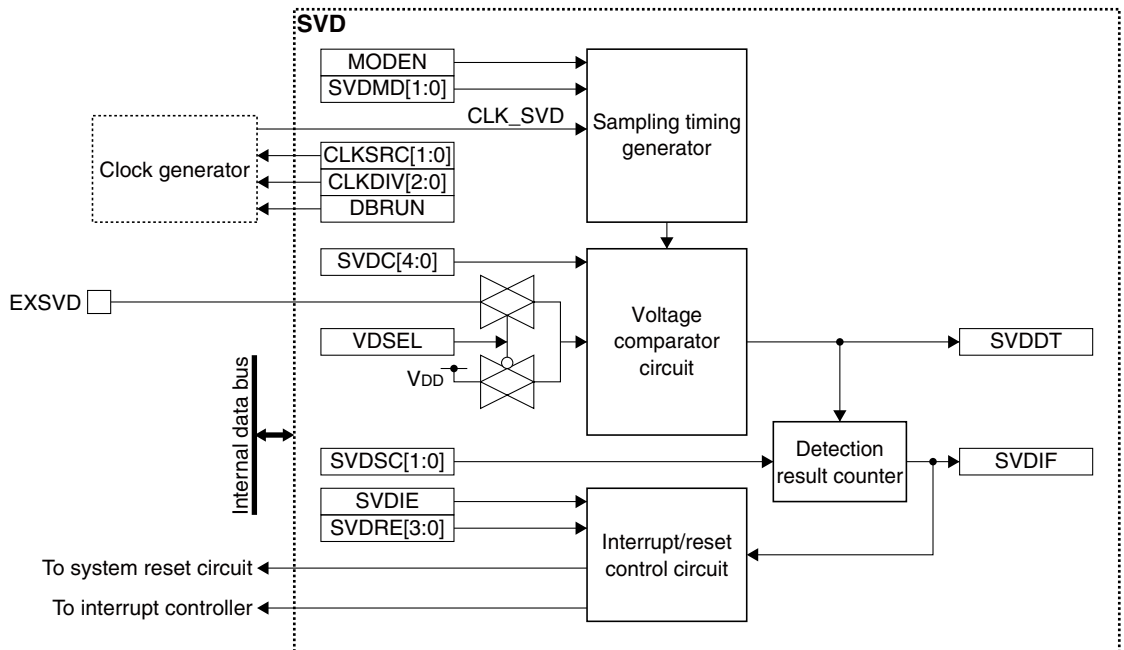 SVD
MODEN
SVDMD[1:0]
CLK_SVD
Sampling timing
generator
Clock generator
CLKSRC[1:0]
CLKDIV[2:0]
DBRUN
SVDC[4:0]
EXSVD
Voltage
comparator
circuit
VDSEL
SVDDT
VDD
Internal data bus
Detection
result counter
SVDSC[1:0]
SVDIF
SVDIE
SVDRE[3:0]
Interrupt/reset
control circuit
To system reset circuit
To interrupt controller